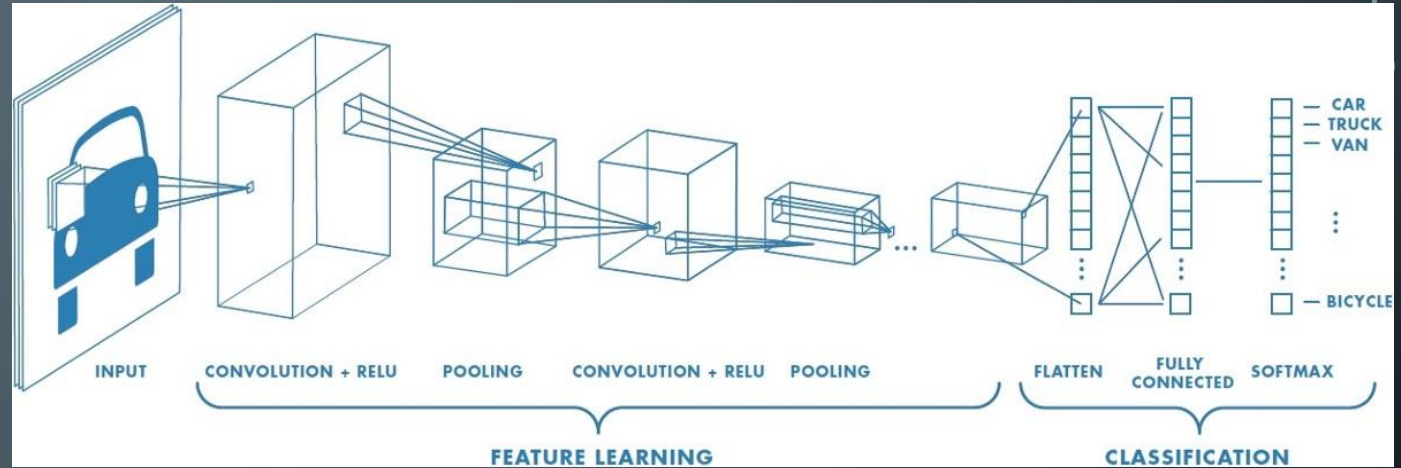 CAR
TRUCK
VAN
BICYCLE
INPUT
CONVOLUTION + RELU
POOLING
CONVOLUTION + RELU
POOLING
FLATTEN
FULLY
CONNECTED
SOFTMAX
FEATURE LEARNING
CLASSIFICATION